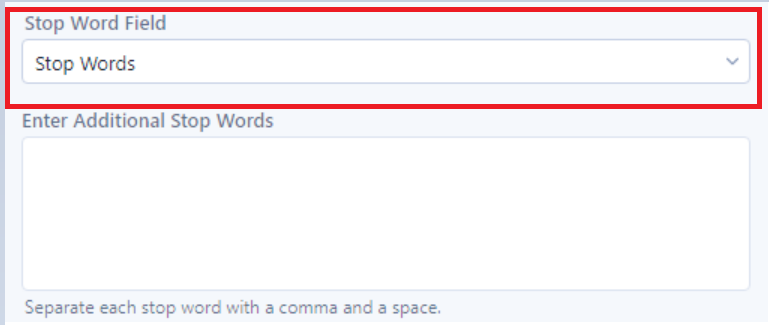 Stop Word Field
Stop Words
Enter Additional Stop Words
Separate each stop word with a comma and a space.